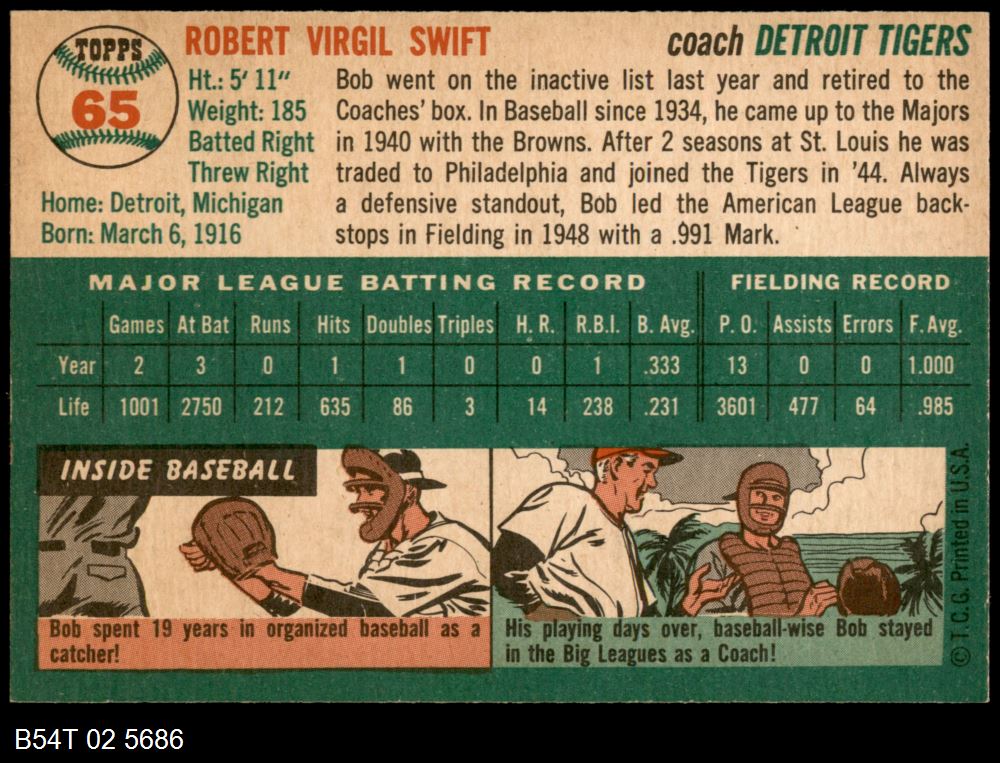 TOPPS
65
ROBERT VIRGIL SWIFT
coach DETROIT TIGERS
Ht.: 5' 11"
Weight: 185
Batted Right
Threw Right
Home: Detroit, Michigan
Born: March 6, 1916
Bob went on the inactive list last year and retired to the
Coaches' box. In Baseball since 1934, he came up to the Majors
in 1940 with the Browns. After 2 seasons at St. Louis he was
traded to Philadelphia and joined the Tigers in '44. Always
a defensive standout, Bob led the American League back-
stops in Fielding in 1948 with a .991 Mark.
MAJOR LEAGUE BATTING RECORD FIELDING RECORD
Games At Bat Runs Hits Doubles Triples H. R. R.B.I. B. Avg. P. O. Assists Errors F. Avg.
Year 2 3 0 1 1 0 0 1 .333 13 0 0 1.000
Life 1001 2750 212 635 86 3 14 238 .231 3601 477 64 .985
INSIDE BASEBALL
Bob spent 19 years in organized baseball as a
catcher!
His playing days over, baseball-wise Bob stayed
in the Big Leagues as a Coach!
© T. C. G. Printed in U.S.A.
B54T 02 5686